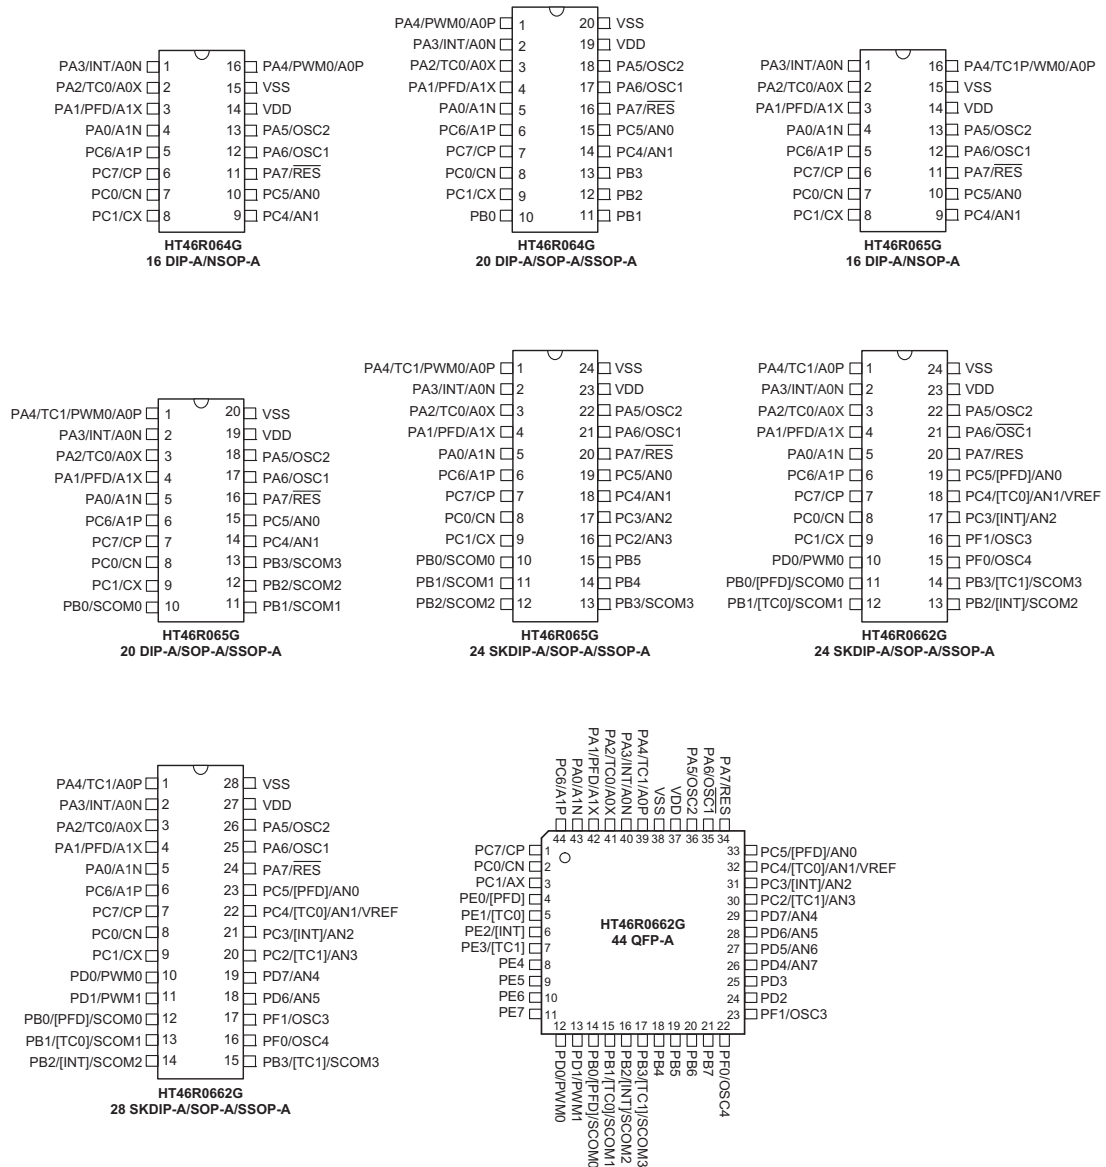 PA3/INT/A0N 1 16 PA4/PWM0/A0P
PA2/TC0/A0X 2 15 VSS
PA1/PFD/A1X 3 14 VDD
PA0/A1N 4 13 PA5/OSC2
PC6/A1P 5 12 PA6/OSC1
PC7/CP 6 11 PA7/RES
PC0/CN 7 10 PC5/AN0
PC1/CX 8 9 PC4/AN1
HT46R064G
16 DIP-A/NSOP-A
PA4/PWM0/A0P 1 20 VSS
PA3/INT/A0N 2 19 VDD
PA2/TC0/A0X 3 18 PA5/OSC2
PA1/PFD/A1X 4 17 PA6/OSC1
PA0/A1N 5 16 PA7/RES
PC6/A1P 6 15 PC5/AN0
PC7/CP 7 14 PC4/AN1
PC0/CN 8 13 PB3
PC1/CX 9 12 PB2
PB0 10 11 PB1
HT46R064G
20 DIP-A/SOP-A/SSOP-A
PA3/INT/A0N 1 16 PA4/TC1P/WM0/A0P
PA2/TC0/A0X 2 15 VSS
PA1/PFD/A1X 3 14 VDD
PA0/A1N 4 13 PA5/OSC2
PC6/A1P 5 12 PA6/OSC1
PC7/CP 6 11 PA7/RES
PC0/CN 7 10 PC5/AN0
PC1/CX 8 9 PC4/AN1
HT46R065G
16 DIP-A/NSOP-A
PA4/TC1/PWM0/A0P 1 20 VSS
PA3/INT/A0N 2 19 VDD
PA2/TC0/A0X 3 18 PA5/OSC2
PA1/PFD/A1X 4 17 PA6/OSC1
PA0/A1N 5 16 PA7/RES
PC6/A1P 6 15 PC5/AN0
PC7/CP 7 14 PC4/AN1
PC0/CN 8 13 PB3/SCOM3
PC1/CX 9 12 PB2/SCOM2
PB0/SCOM0 10 11 PB1/SCOM1
HT46R065G
20 DIP-A/SOP-A/SSOP-A
PA4/TC1/PWM0/A0P 1 24 VSS
PA3/INT/A0N 2 23 VDD
PA2/TC0/A0X 3 22 PA5/OSC2
PA1/PFD/A1X 4 21 PA6/OSC1
PA0/A1N 5 20 PA7/RES
PC6/A1P 6 19 PC5/AN0
PC7/CP 7 18 PC4/AN1
PC0/CN 8 17 PC3/AN2
PC1/CX 9 16 PC2/AN3
PB0/SCOM0 10 15 PB5
PB1/SCOM1 11 14 PB4
PB2/SCOM2 12 13 PB3/SCOM3
HT46R065G
24 SKDIP-A/SOP-A/SSOP-A
PA4/TC1/A0P 1 24 VSS
PA3/INT/A0N 2 23 VDD
PA2/TC0/A0X 3 22 PA5/OSC2
PA1/PFD/A1X 4 21 PA6/OSC1
PA0/A1N 5 20 PA7/RES
PC6/A1P 6 19 PC5/[PFD]/AN0
PC7/CP 7 18 PC4/[TC0]/AN1/VREF
PC0/CN 8 17 PC3/[INT]/AN2
PC1/CX 9 16 PF1/OSC3
PD0/PWM0 10 15 PF0/OSC4
PB0/[PFD]/SCOM0 11 14 PB3/[TC1]/SCOM3
PB1/[TC0]/SCOM1 12 13 PB2/[INT]/SCOM2
HT46R0662G
24 SKDIP-A/SOP-A/SSOP-A
PA4/TC1/A0P 1 28 VSS
PA3/INT/A0N 2 27 VDD
PA2/TC0/A0X 3 26 PA5/OSC2
PA1/PFD/A1X 4 25 PA6/OSC1
PA0/A1N 5 24 PA7/RES
PC6/A1P 6 23 PC5/[PFD]/AN0
PC7/CP 7 22 PC4/[TC0]/AN1/VREF
PC0/CN 8 21 PC3/[INT]/AN2
PC1/CX 9 20 PC2/[TC1]/AN3
PD0/PWM0 10 19 PD7/AN4
PD1/PWM1 11 18 PD6/AN5
PB0/[PFD]/SCOM0 12 17 PF1/OSC3
PB1/[TC0]/SCOM1 13 16 PF0/OSC4
PB2/[INT]/SCOM2 14 15 PB3/[TC1]/SCOM3
HT46R0662G
28 SKDIP-A/SOP-A/SSOP-A
PC6/A1P 44
PA0/A1N 43
PA1/PFD/A1X 42
PA2/TC0/A0X 41
PA3/INT/A0N 40
PA4/TC1/A0P 39
VSS 38
VDD 37
PA5/OSC2 36
PA6/OSC1 35
PA7/RES 34
PC7/CP 1 33 PC5/[PFD]/AN0
PC0/CN 2 32 PC4/[TC0]/AN1/VREF
PC1/AX 3 31 PC3/[INT]/AN2
PE0/[PFD] 4 30 PC2/[TC1]/AN3
PE1/[TC0] 5 29 PD7/AN4
PE2/[INT] 6 28 PD6/AN5
PE3/[TC1] 7 27 PD5/AN6
PE4 8 26 PD4/AN7
PE5 9 25 PD3
PE6 10 24 PD2
PE7 11 23 PF1/OSC3
HT46R0662G
44 QFP-A
12 PD0/PWM0
13 PD1/PWM1
14 PB0/[PFD]/SCOM0
15 PB1/[TC0]/SCOM1
16 PB2/[INT]/SCOM2
17 PB3/[TC1]/SCOM3
18 PB4
19 PB5
20 PB6
21 PB7
22 PF0/OSC4